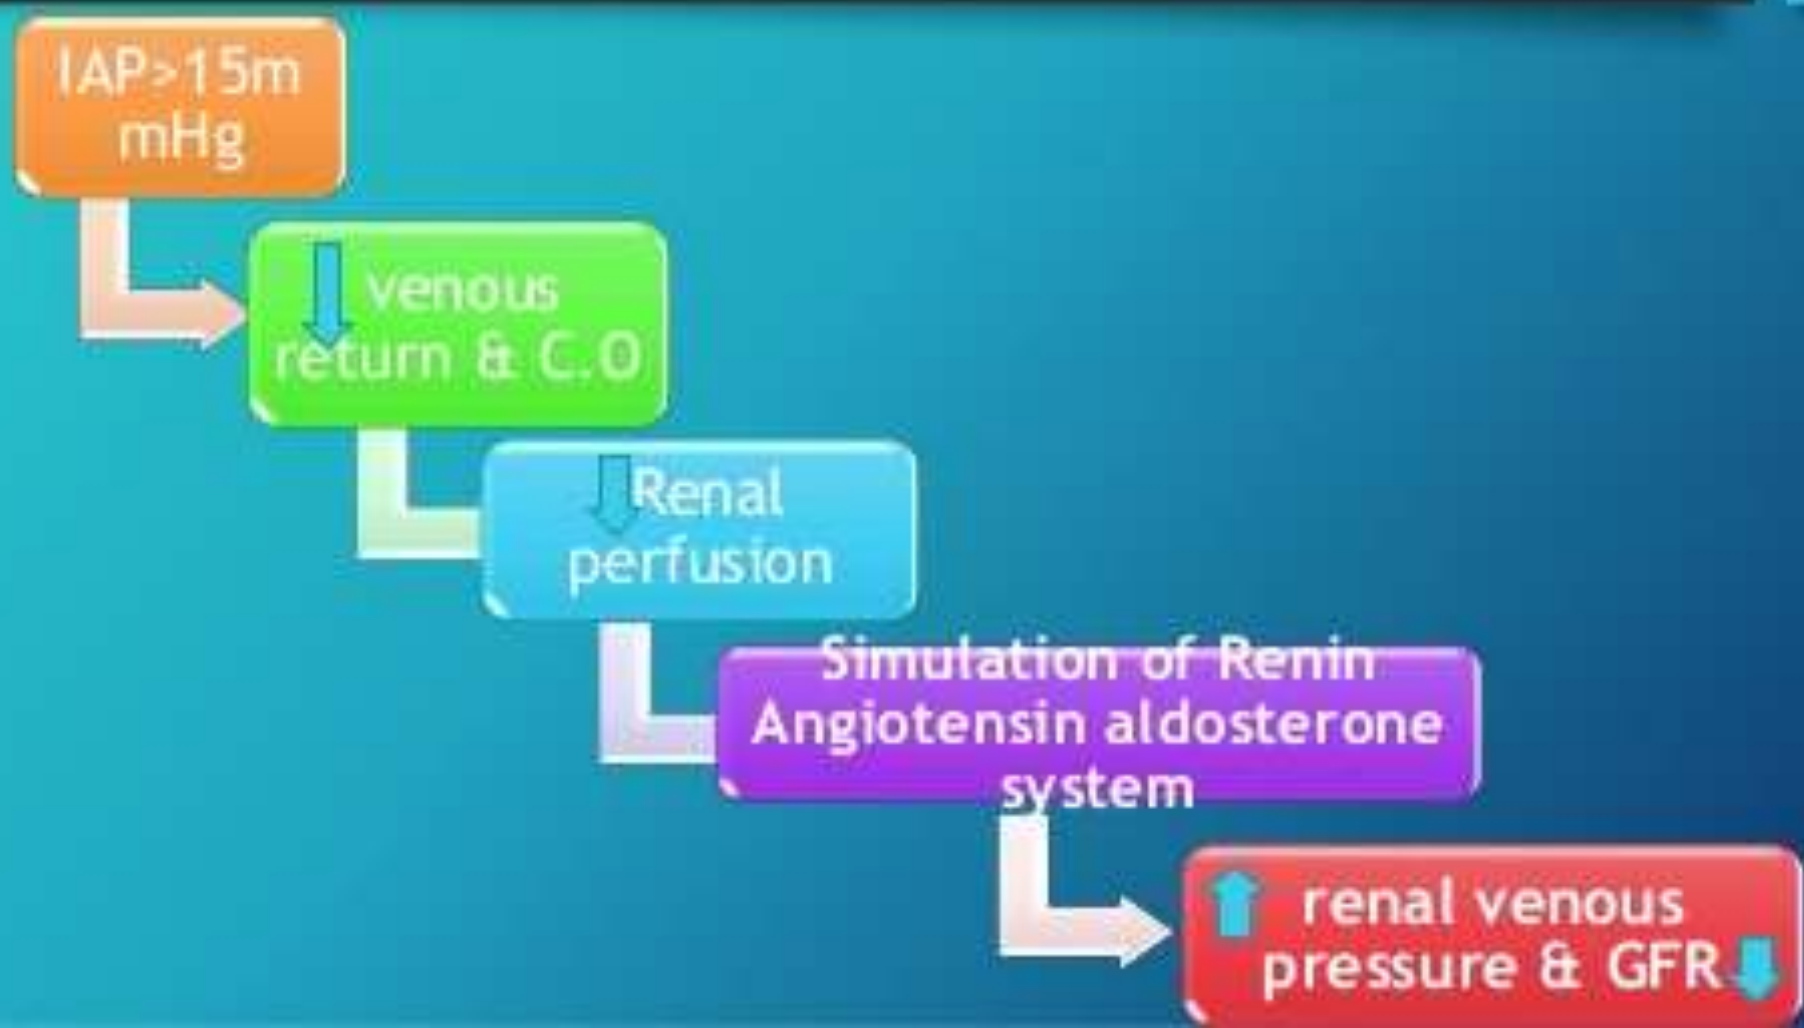 IAP>15m
mHg
venous
return & C.O
Renal
perfusion
Simulation of Renin
Angiotensin aldosterone
system
renal venous
pressure & GFR